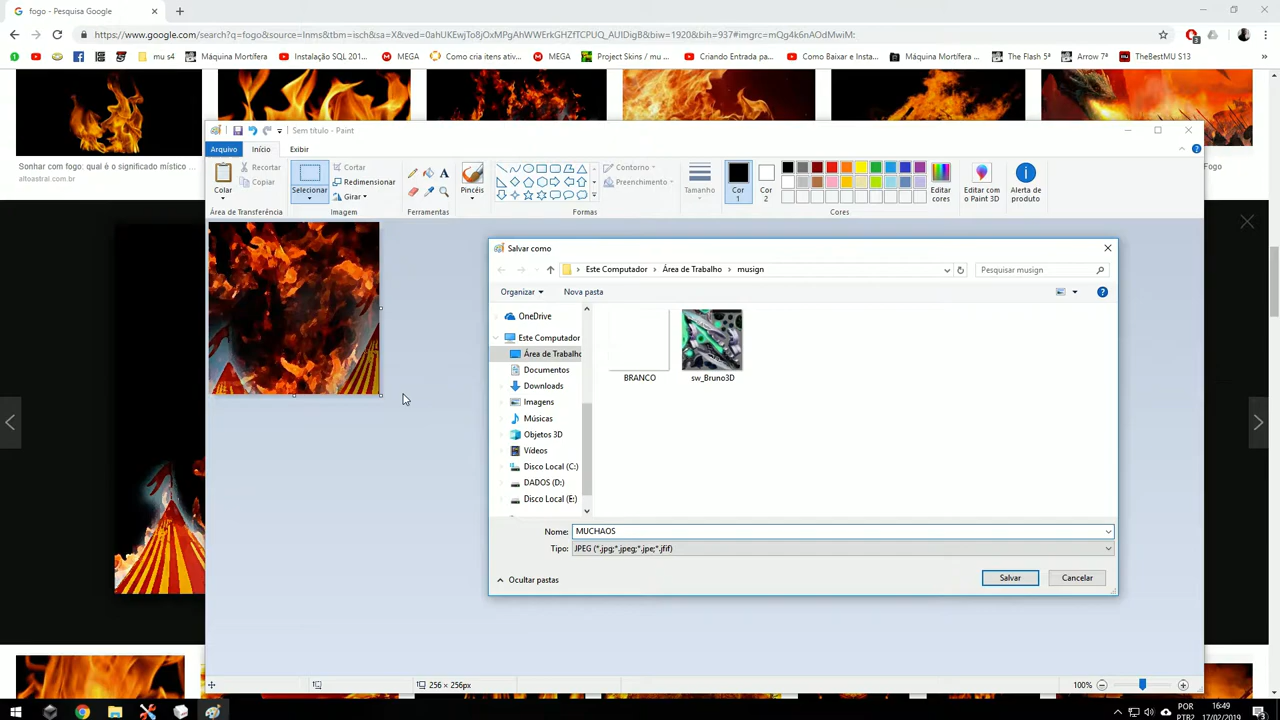 fogo - Pesquisa Google
https://www.google.com/search?q=fogo&source=lnms&tbm=isch&sa=X&ved=0ahUKEwjTo8jOxMPgAhWWErkGHZfTCPUQ_AUIDigB&biw=1920&bih=937#imgrc=mQg4k6nAOdMwiM:
mu s4
Máquina Mortífera
Instalação SQL 201...
MEGA
Como cria itens ativ...
MEGA
Project Skins / mu ...
Criando Entrada pa...
Como Baixar e Insta...
Máquina Mortífera ...
The Flash 5ª
Arrow 7ª
TheBestMU S13
Sonhar com fogo: qual é o significado místico ...
altoastral.com.br
Fogo
Sem título - Paint
Arquivo
Início
Exibir
Colar
Recortar
Copiar
Área de Transferência
Selecionar
Cortar
Redimensionar
Girar
Imagem
Ferramentas
Pincéis
Contorno
Preenchimento
Formas
Tamanho
Cor
1
Cor
2
Editar
cores
Cores
Editar com
o Paint 3D
Alerta de
produto
Salvar como
Este Computador
Área de Trabalho
musign
Pesquisar musign
Organizar
Nova pasta
OneDrive
Este Computador
Área de Trabalho
Documentos
Downloads
Imagens
Músicas
Objetos 3D
Vídeos
Disco Local (C:)
DADOS (D:)
Disco Local (E:)
BRANCO
sw_Bruno3D
Nome:
MUCHAOS
Tipo:
JPEG (*.jpg;*.jpeg;*.jpe;*.jfif)
Ocultar pastas
Salvar
Cancelar
256 × 256px
100%
POR
PTB2
16:49
17/02/2019